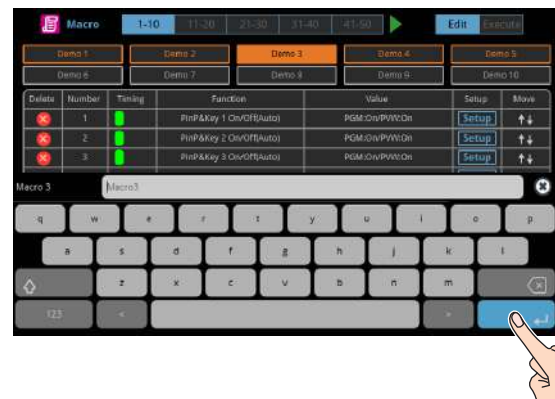 Macro 1-10 11-20 21-30 31-40 41-50 Edit Execute
Demo 1 Demo 2 Demo 3 Demo 4 Demo 5
Demo 6 Demo 7 Demo 8 Demo 9 Demo 10
Delete Number Timing Function Value Setup Move
1 PinP&Key 1 On/Off(Auto) PGM:On/PVW:On Setup
2 PinP&Key 2 On/Off(Auto) PGM:On/PVW:On Setup
3 PinP&Key 3 On/Off(Auto) PGM:On/PVW:On Setup
Macro 3 Macro3
q w e r t y u i o p
a s d f g h j k l
z x c v b n m
123 < >